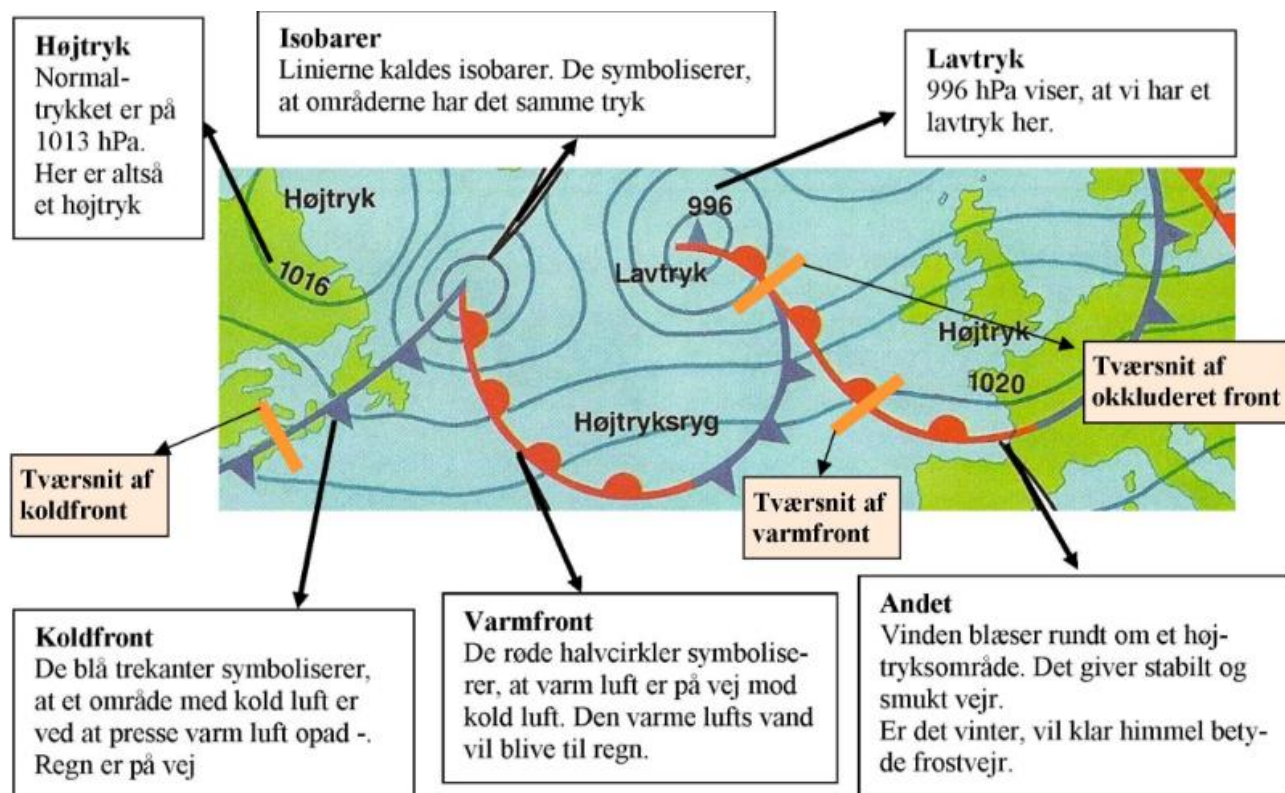 Højtryk
Normal-
trykket er på
1013 hPa.
Her er altså
et højtryk
Isobarer
Linierne kaldes isobarer. De symboliserer,
at områderne har det samme tryk
Lavtryk
996 hPa viser, at vi har et
lavtryk her.
Højtryk
1016
996
Lavtryk
Højtryk
1020
Højtryksryg
Tværsnit af
koldfront
Tværsnit af
varmfront
Tværsnit af
okkluderet front
Koldfront
De blå trekanter symboliserer,
at et område med kold luft er
ved at presse varm luft opad -.
Regn er på vej
Varmfront
De røde halvcirkler symbolise-
rer, at varm luft er på vej mod
kold luft. Den varme lufts vand
vil blive til regn.
Andet
Vinden blæser rundt om et høj-
tryksområde. Det giver stabilt og
smukt vejr.
Er det vinter, vil klar himmel bety-
de frostvejr.